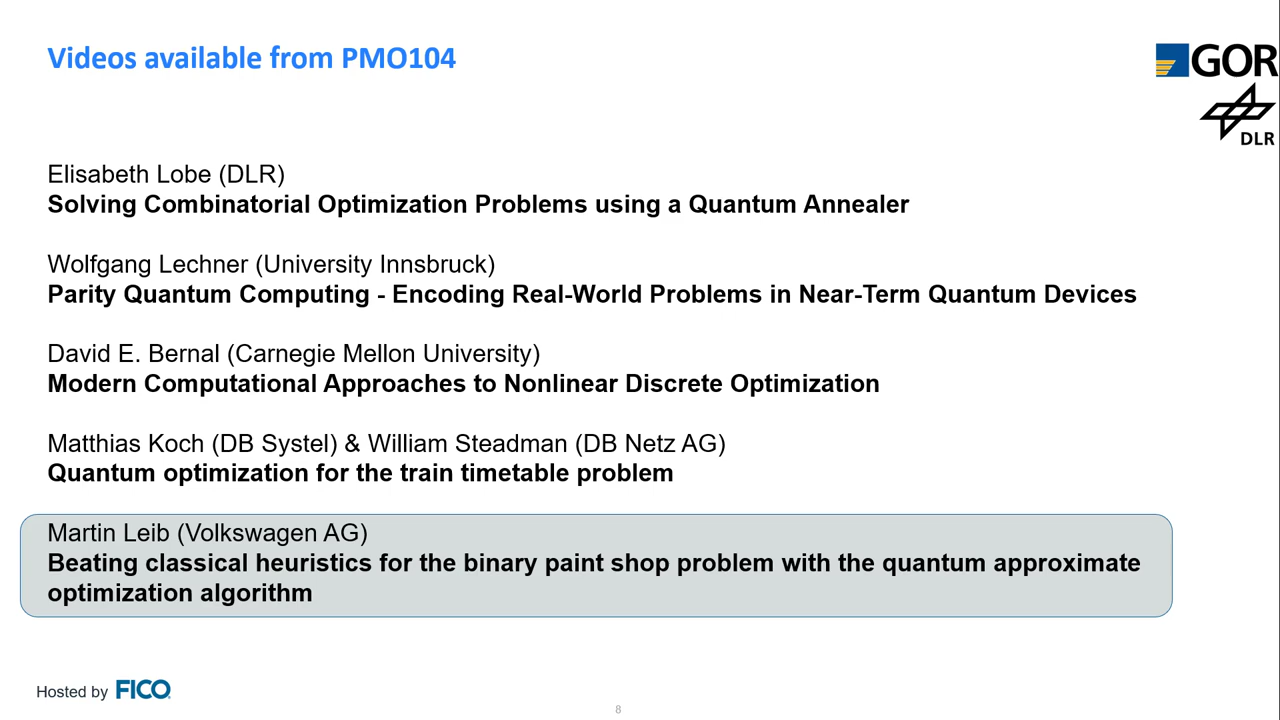 Videos available from PMO104
GOR
DLR
Elisabeth Lobe (DLR)
Solving Combinatorial Optimization Problems using a Quantum Annealer
Wolfgang Lechner (University Innsbruck)
Parity Quantum Computing - Encoding Real-World Problems in Near-Term Quantum Devices
David E. Bernal (Carnegie Mellon University)
Modern Computational Approaches to Nonlinear Discrete Optimization
Matthias Koch (DB Systel) & William Steadman (DB Netz AG)
Quantum optimization for the train timetable problem
Martin Leib (Volkswagen AG)
Beating classical heuristics for the binary paint shop problem with the quantum approximate
optimization algorithm
Hosted by FICO
8